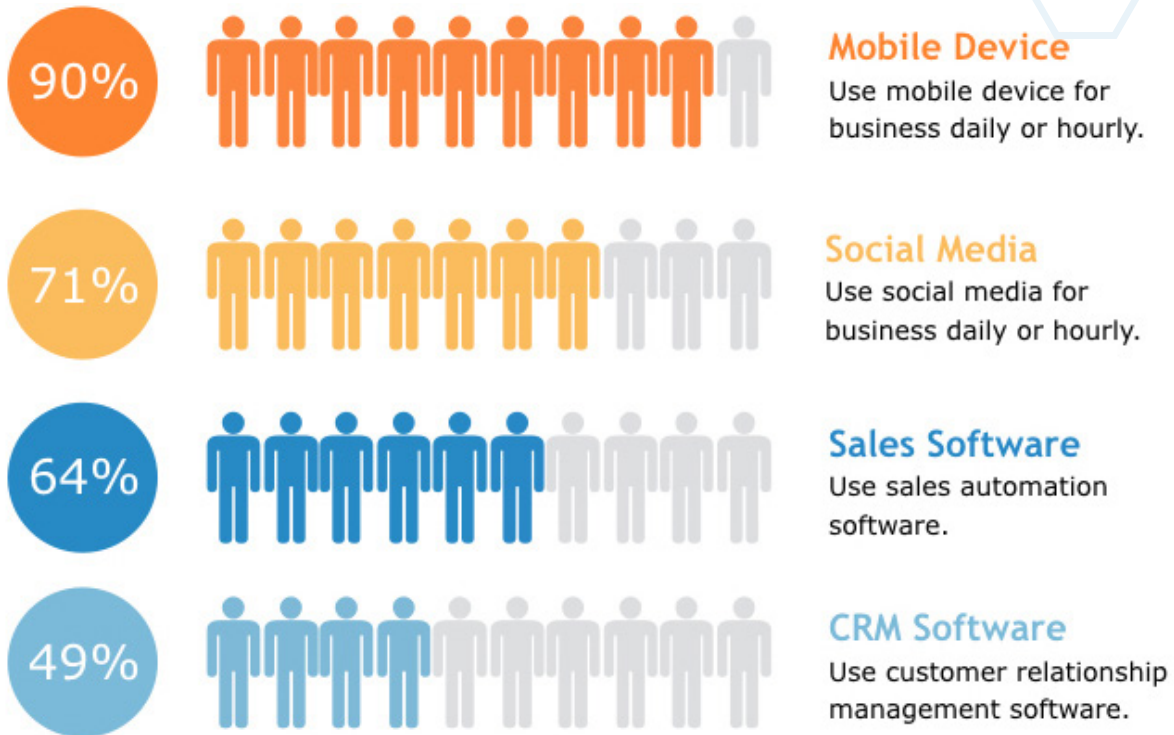 90%
Mobile Device
Use mobile device for
business daily or hourly.
71%
Social Media
Use social media for
business daily or hourly.
64%
Sales Software
Use sales automation
software.
49%
CRM Software
Use customer relationship
management software.